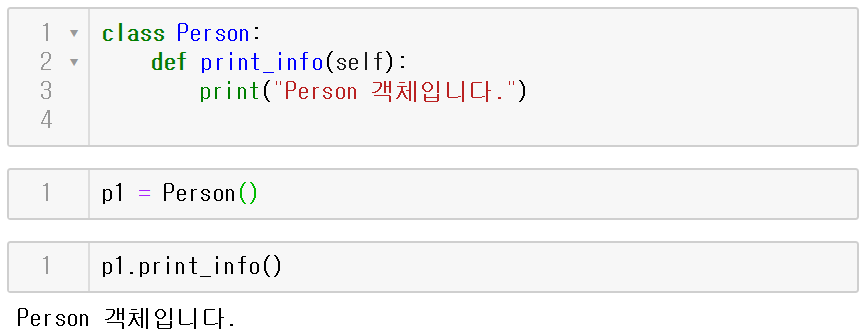 1 ▾ class Person:
2 ▾     def print_info(self):
3         print("Person 객체입니다.")
4
1 p1 = Person()
1 p1.print_info()
Person 객체입니다.